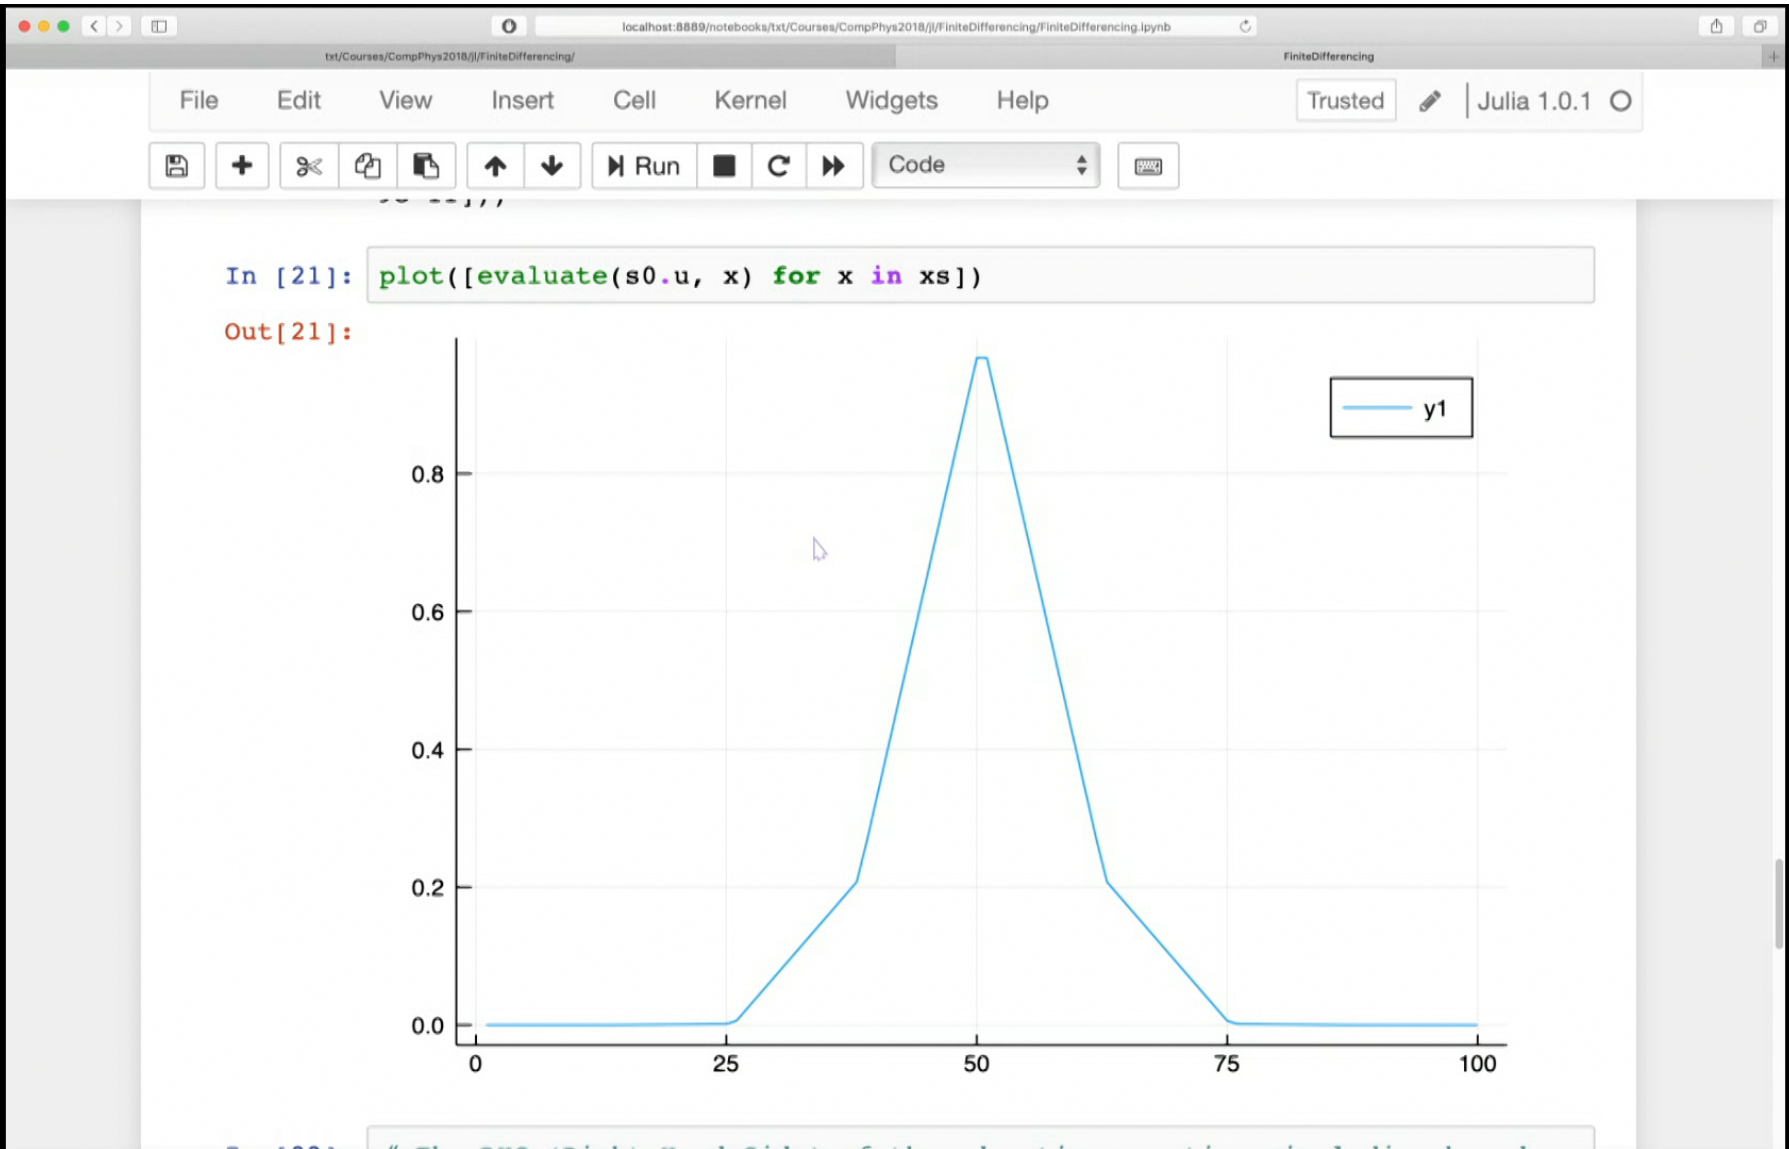 localhost:8889/notebooks/txt/Courses/CompPhys2018/jl/FiniteDifferencing/FiniteDifferencing.ipynb
txt/Courses/CompPhys2018/jl/FiniteDifferencing/ FiniteDifferencing
File Edit View Insert Cell Kernel Widgets Help Trusted Julia 1.0.1
Run Code
In [21]: plot([evaluate(s0.u, x) for x in xs])
Out[21]:
y1
0.8
0.6
0.4
0.2
0.0
0 25 50 75 100